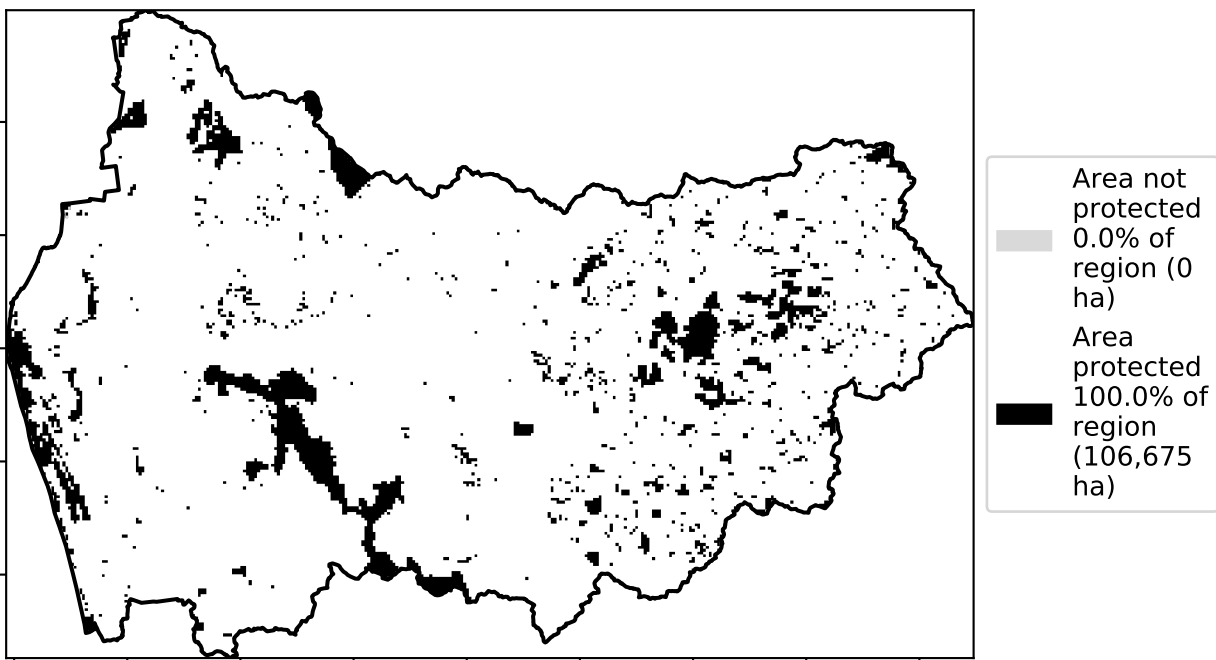 Area not
protected
0.0% of
region (0
ha)
Area
protected
100.0% of
region
(106,675
ha)